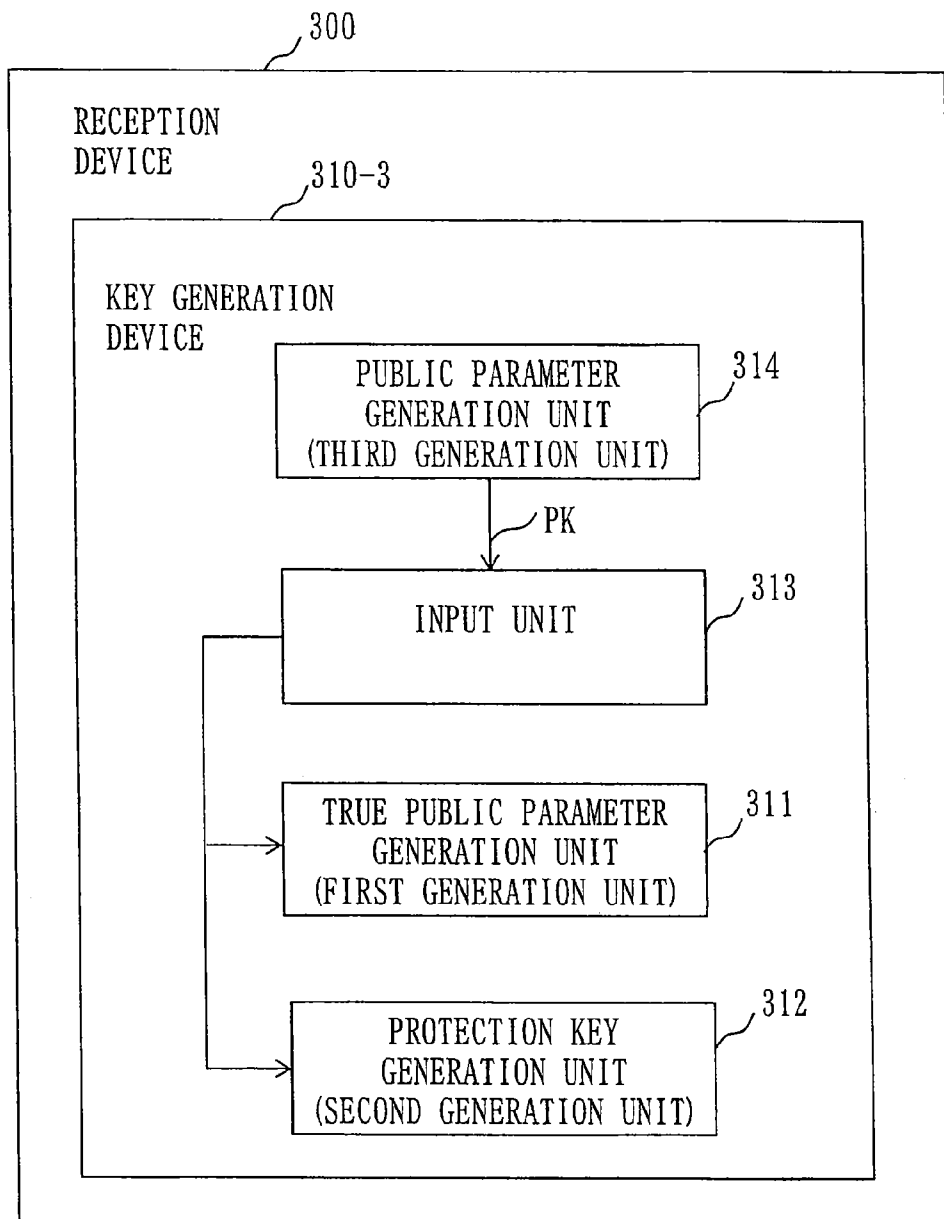 300
RECEPTION
DEVICE
310-3
KEY GENERATION
DEVICE
PUBLIC PARAMETER
GENERATION UNIT
(THIRD GENERATION UNIT)
314
PK
313
INPUT UNIT
TRUE PUBLIC PARAMETER
GENERATION UNIT
(FIRST GENERATION UNIT)
311
PROTECTION KEY
GENERATION UNIT
(SECOND GENERATION UNIT)
312